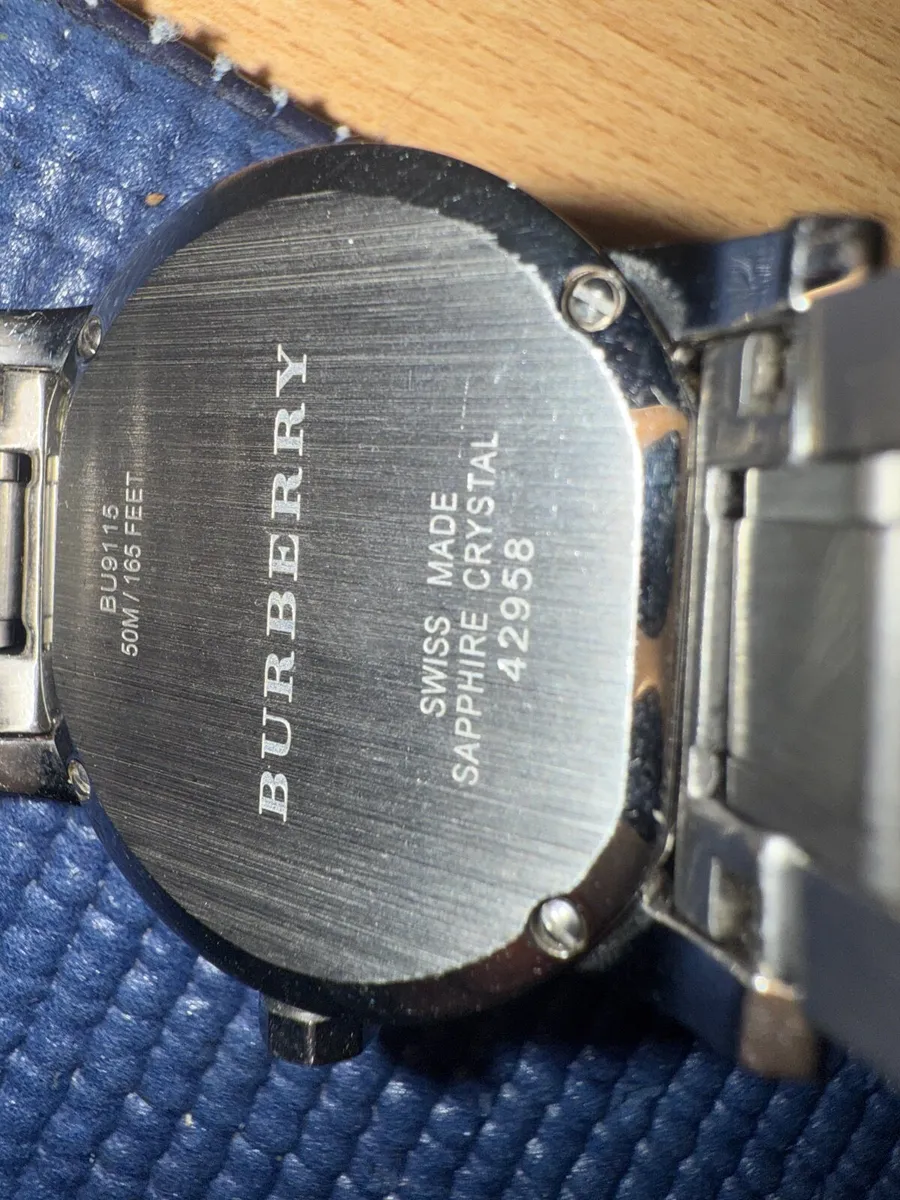 BU9115
50M / 165 FEET
BURBERRY
SWISS MADE
SAPPHIRE CRYSTAL
42958